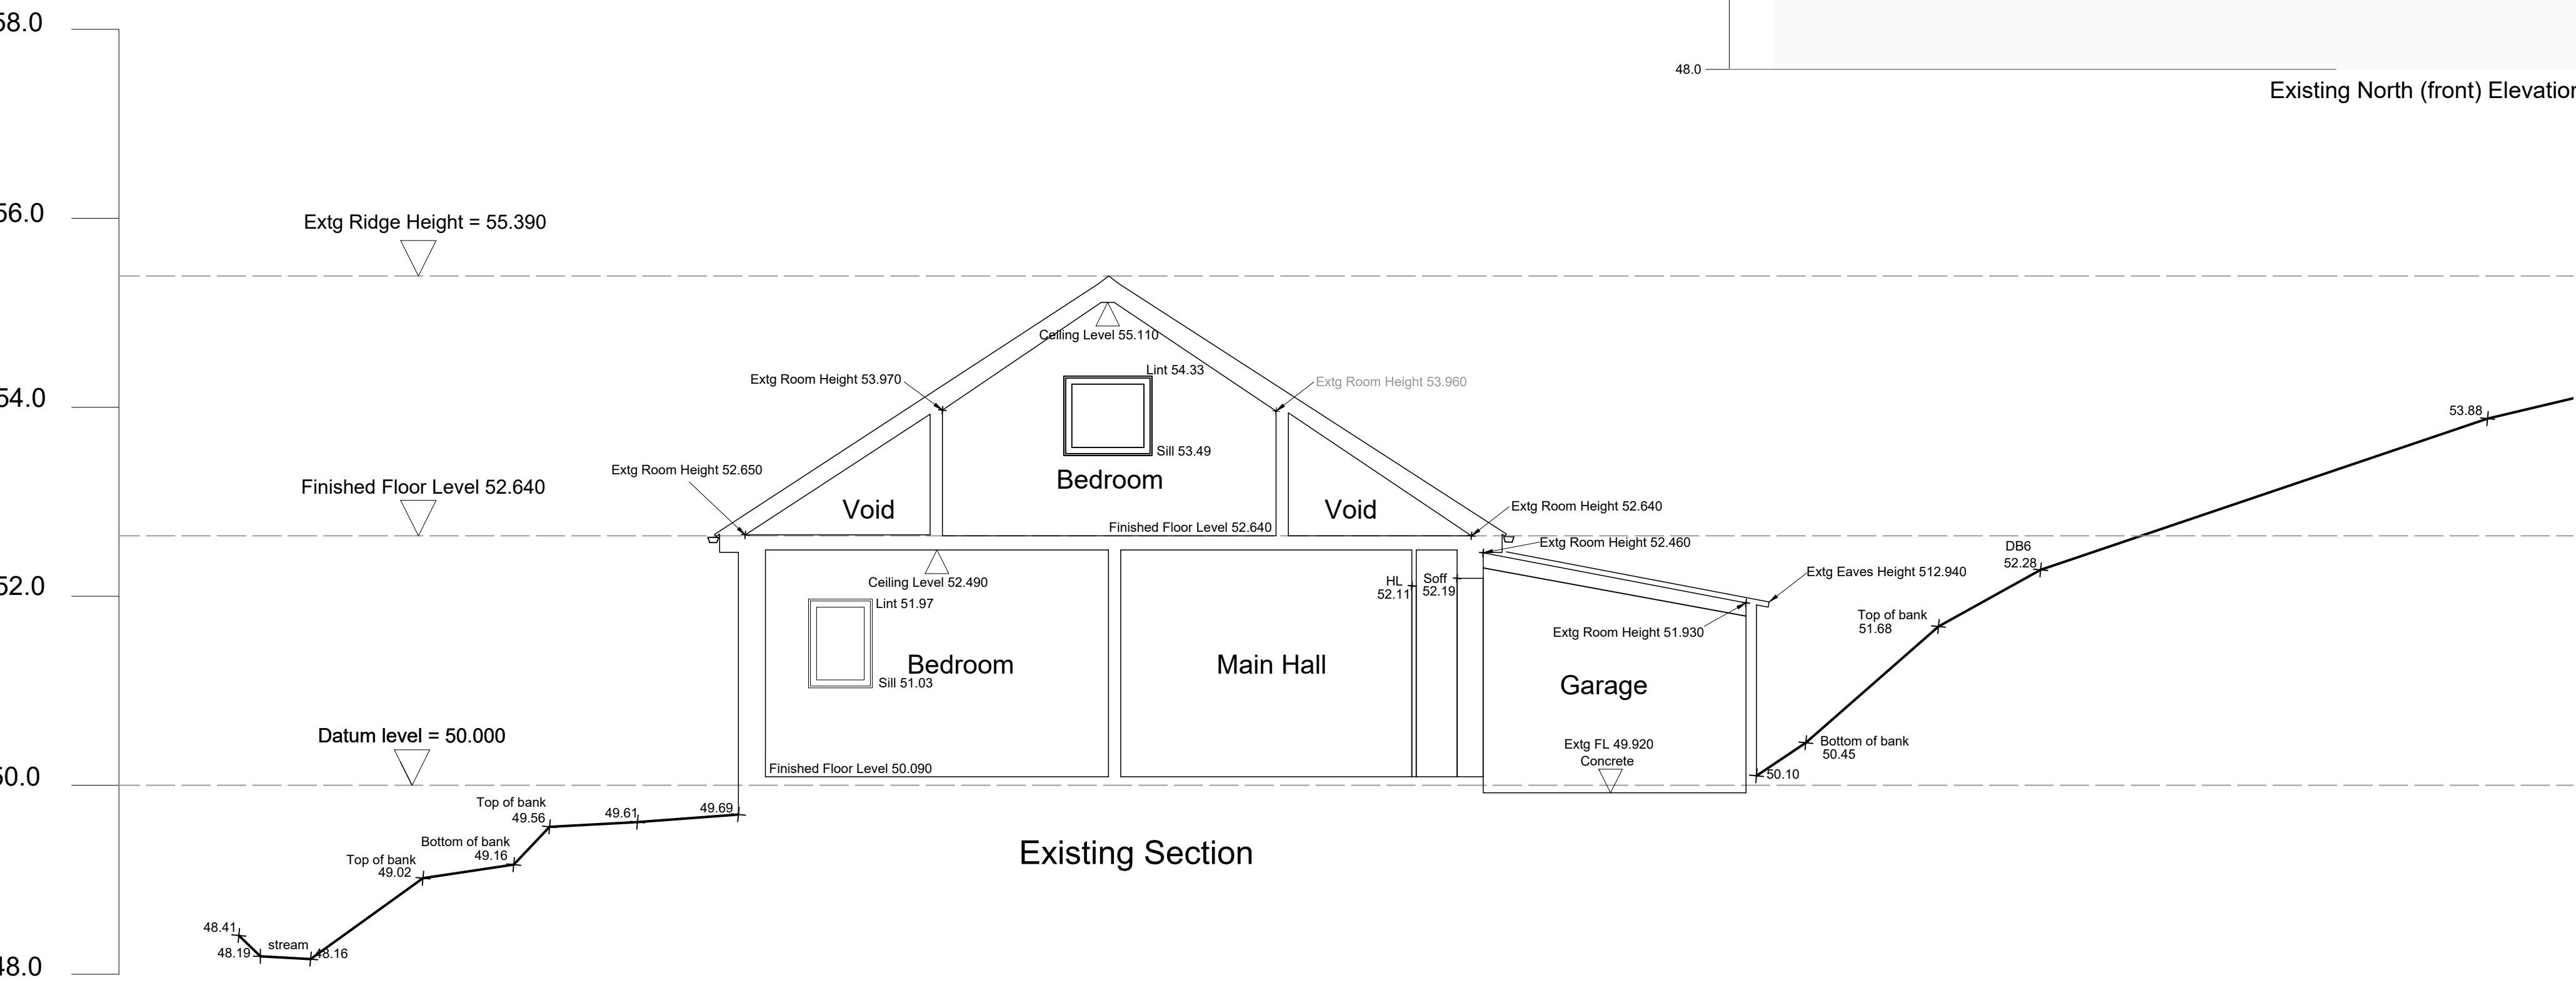 58.0
48.0
Existing North (front) Elevation
56.0
Extg Ridge Height = 55.390
Ceiling Level 55.110
Lint 54.33
Extg Room Height 53.970
Extg Room Height 53.960
54.0
53.88
Sill 53.49
Bedroom
Extg Room Height 52.650
Finished Floor Level 52.640
Void
Void
Extg Room Height 52.640
Finished Floor Level 52.640
Extg Room Height 52.460
DB6
52.28
Ceiling Level 52.490
HL
52.11
Soff
52.19
Extg Eaves Height 512.940
52.0
Lint 51.97
Top of bank
51.68
Extg Room Height 51.930
Bedroom
Main Hall
Sill 51.03
Garage
Datum level = 50.000
Extg FL 49.920
Concrete
Bottom of bank
50.45
Finished Floor Level 50.090
50.10
50.0
Top of bank
49.56
49.61
49.69
Bottom of bank
49.16
Existing Section
Top of bank
49.02
48.41
stream
48.19
48.16
48.0